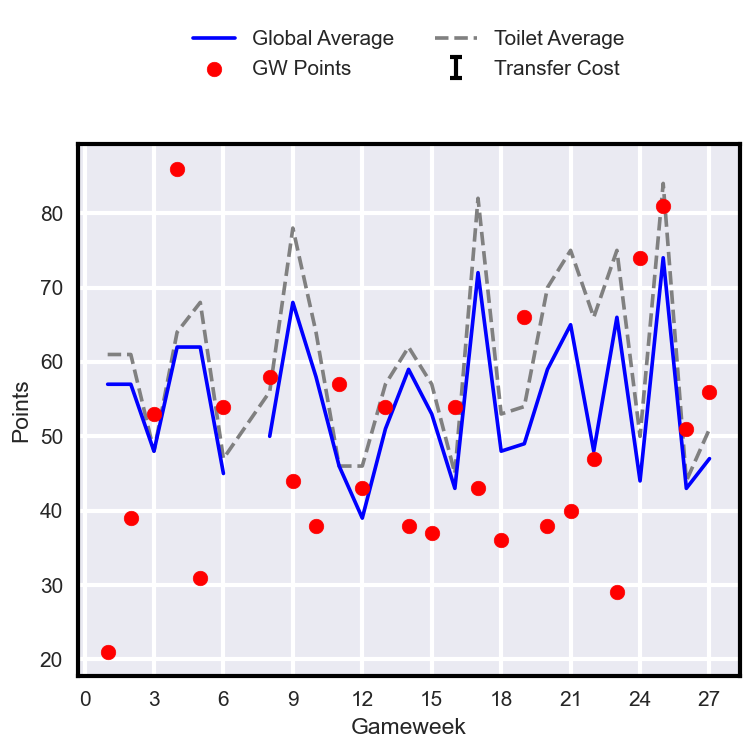 Global Average
Toilet Average
GW Points
Transfer Cost
Points
80
70
60
50
40
30
20
0 3 6 9 12 15 18 21 24 27
Gameweek